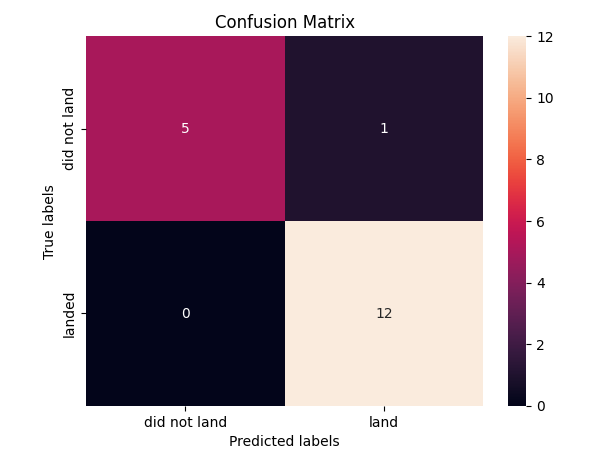 Confusion Matrix
True labels
did not land
landed
5
1
0
12
did not land
land
Predicted labels
12
10
8
6
4
2
0